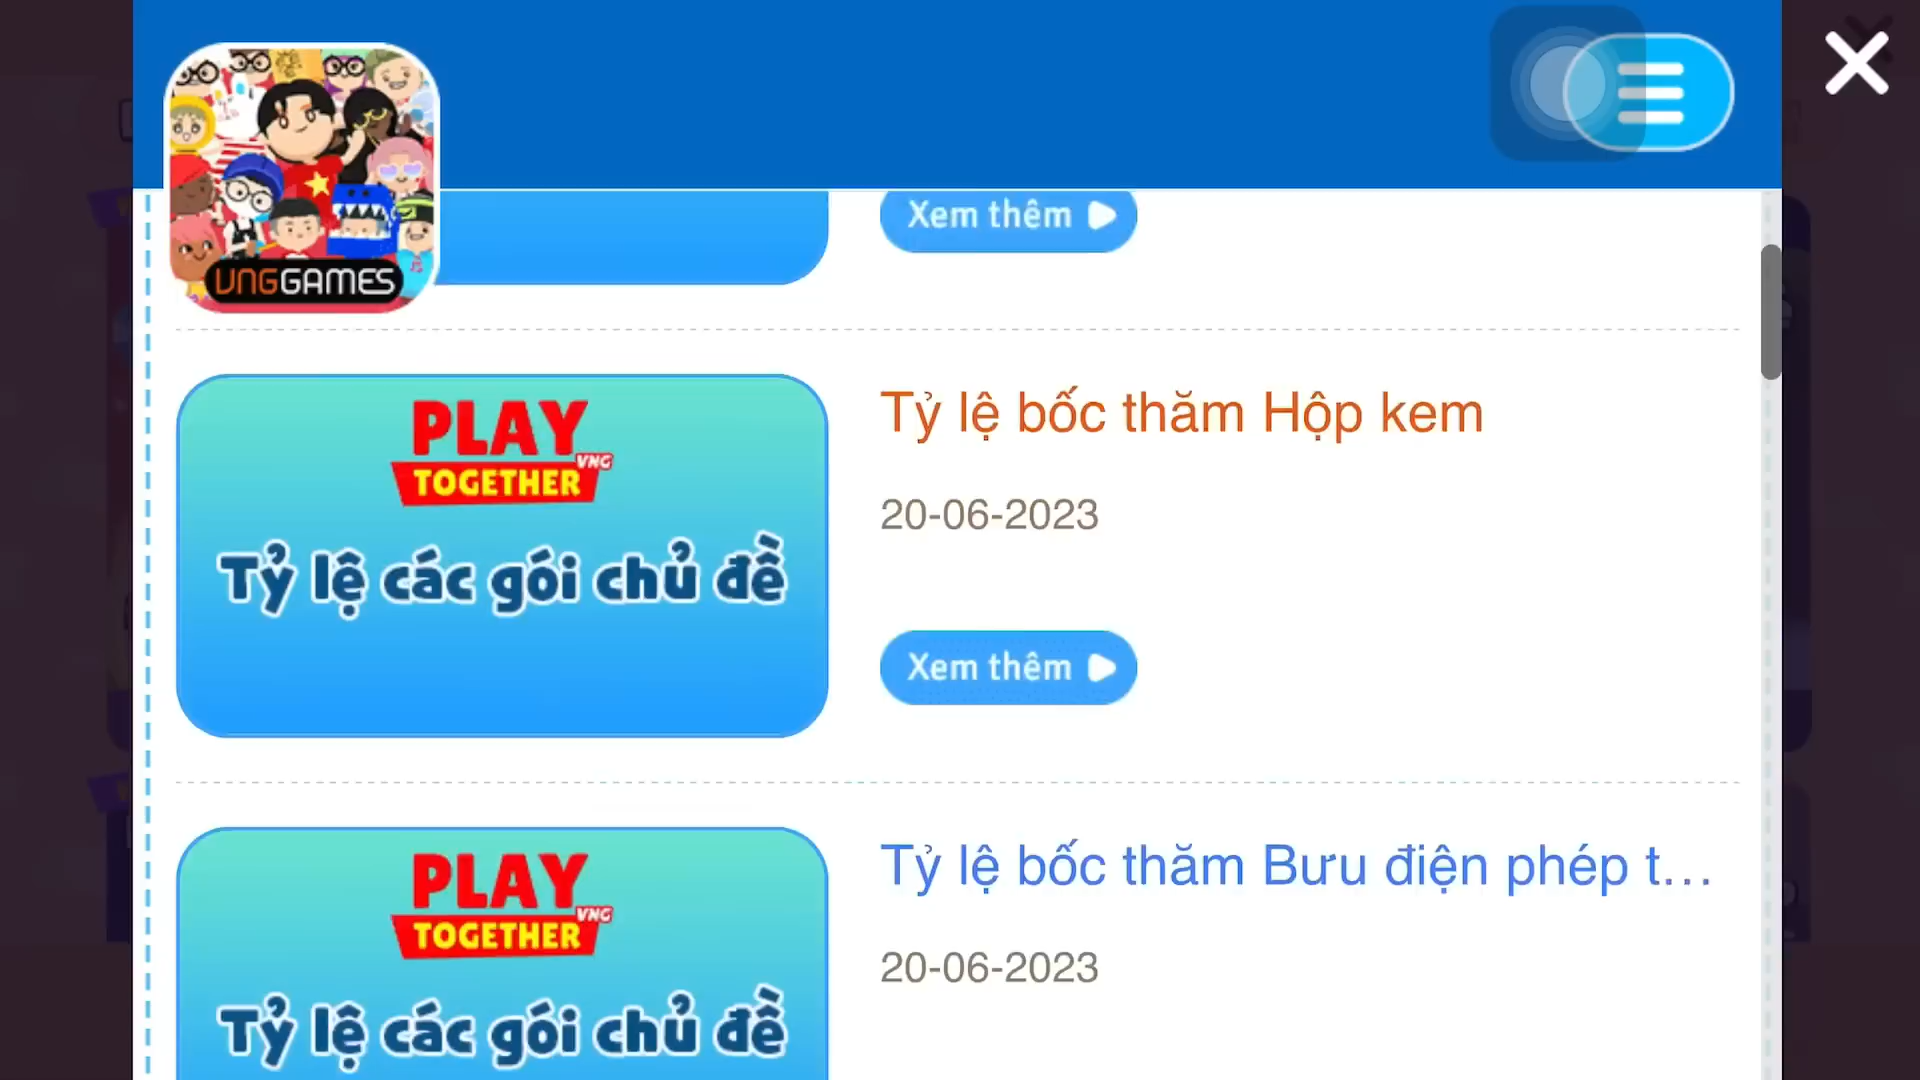 VNGGAMES
Xem thêm
PLAY
TOGETHER VNG
Tỷ lệ các gói chủ đề
Tỷ lệ bốc thăm Hộp kem
20-06-2023
Xem thêm
PLAY
TOGETHER VNG
Tỷ lệ các gói chủ đề
Tỷ lệ bốc thăm Bưu điện phép t...
20-06-2023